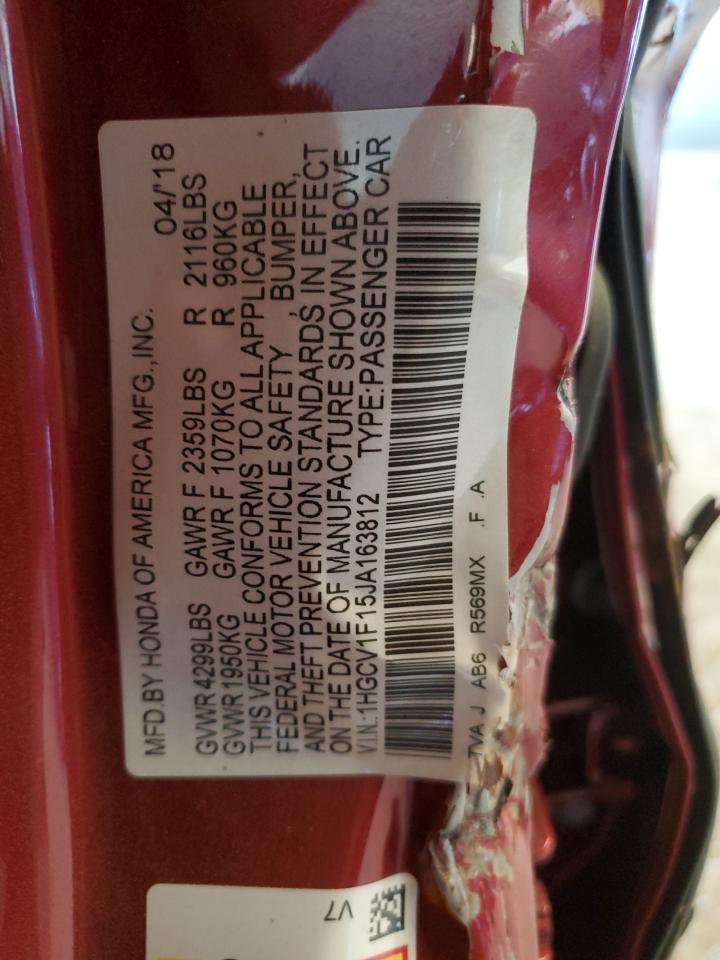 MFD.BY HONDA OF AMERICA MFG.,INC. 04/'18
GVWR 4299LBS GAWR F 2359LBS R 2116LBS
GVWR 1950KG GAWR F 1070KG R 960KG
THIS VEHICLE CONFORMS TO ALL APPLICABLE
FEDERAL MOTOR VEHICLE SAFETY, BUMPER,
AND THEFT PREVENTION STANDARDS IN EFFECT
ON THE DATE OF MANUFACTURE SHOWN ABOVE.
V.I.N.:1HGCV1F15JA163812 TYPE:PASSENGER CAR
TVA J AB6 R569MX .F .A
V7